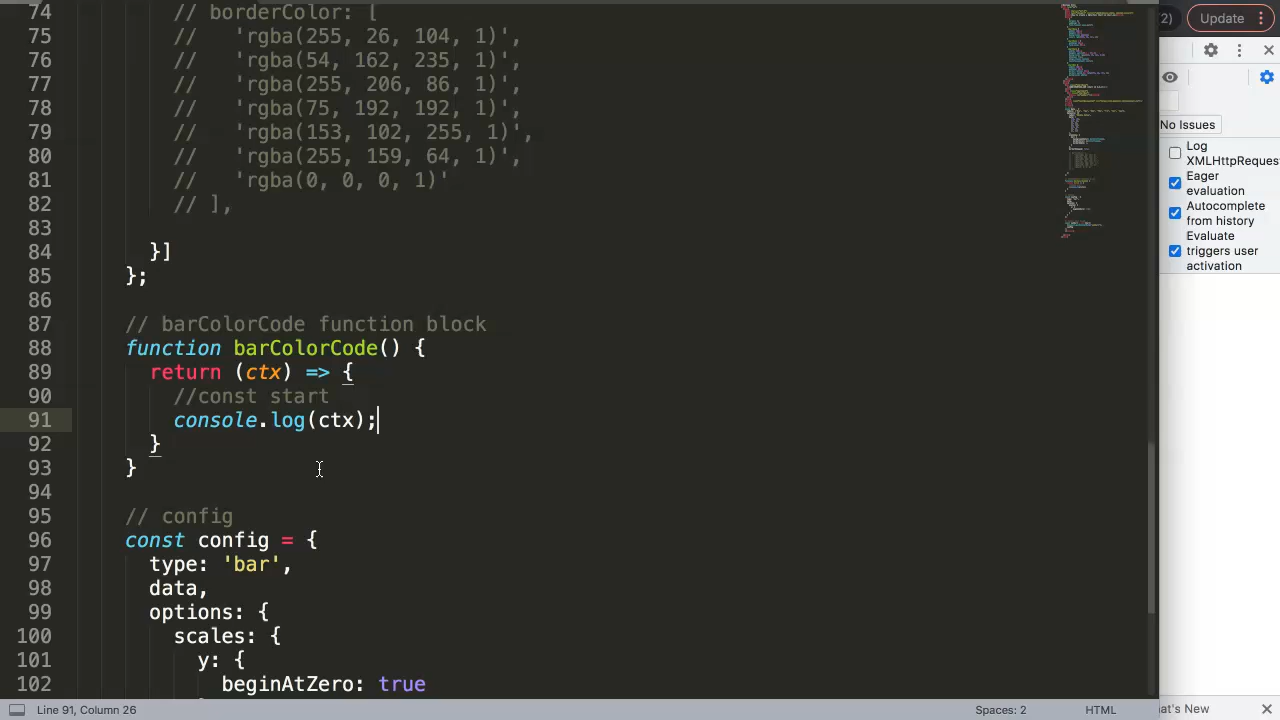 74 // borderColor: [
75 // 'rgba(255, 26, 104, 1)',
76 // 'rgba(54, 162, 235, 1)',
77 // 'rgba(255, 206, 86, 1)',
78 // 'rgba(75, 192, 192, 1)',
79 // 'rgba(153, 102, 255, 1)',
80 // 'rgba(255, 159, 64, 1)',
81 // 'rgba(0, 0, 0, 1)'
82 // ],
83
84 }]
85 };
86
87 // barColorCode function block
88 function barColorCode() {
89 return (ctx) => {
90 //const start
91 console.log(ctx);
92 }
93 }
94
95 // config
96 const config = {
97 type: 'bar',
98 data,
99 options: {
100 scales: {
101 y: {
102 beginAtZero: true
Line 91, Column 26
Spaces: 2
HTML
2)
Update
No Issues
Log
XMLHttpReques
Eager
evaluation
Autocomplete
from history
Evaluate
triggers user
activation
at's New